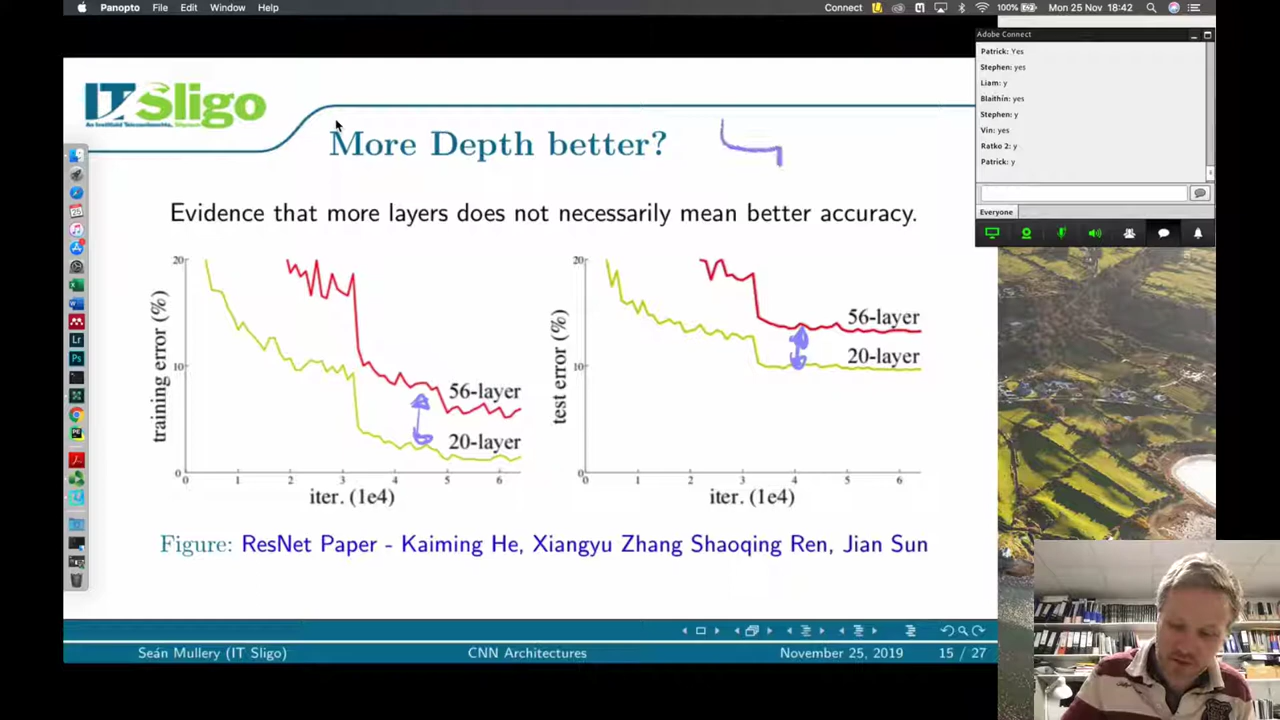 Panopto File Edit Window Help
Connect 100% Mon 25 Nov 18:42
Adobe Connect
Patrick: Yes
Stephen: yes
Liam: y
Blaithín: yes
Stephen: y
Vin: yes
Ratko 2: y
Patrick: y
Everyone
IT Sligo
An Institiúid Teicneolaíochta, Sligeach
More Depth better?
Evidence that more layers does not necessarily mean better accuracy.
training error (%)
20
10
0
56-layer
20-layer
0 1 2 3 4 5 6
iter. (1e4)
test error (%)
20
10
0
56-layer
20-layer
0 1 2 3 4 5 6
iter. (1e4)
Figure: ResNet Paper - Kaiming He, Xiangyu Zhang Shaoqing Ren, Jian Sun
Seán Mullery (IT Sligo) CNN Architectures November 25, 2019 15 / 27